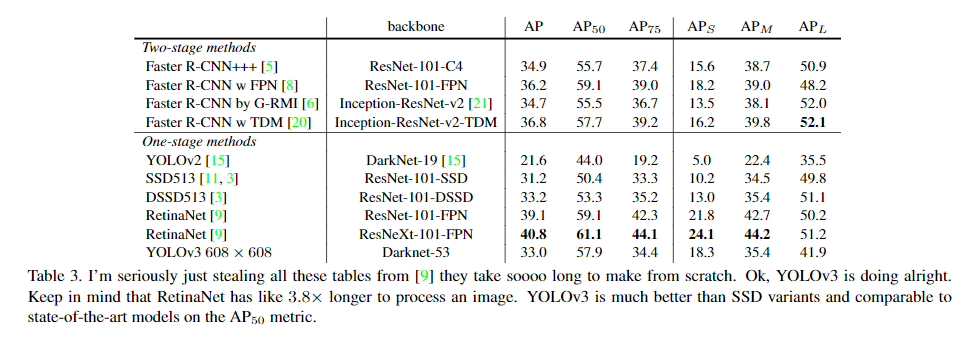 backbone AP AP50 AP75 APS APM APL
Two-stage methods
Faster R-CNN+++ [5] ResNet-101-C4 34.9 55.7 37.4 15.6 38.7 50.9
Faster R-CNN w FPN [8] ResNet-101-FPN 36.2 59.1 39.0 18.2 39.0 48.2
Faster R-CNN by G-RMI [6] Inception-ResNet-v2 [21] 34.7 55.5 36.7 13.5 38.1 52.0
Faster R-CNN w TDM [20] Inception-ResNet-v2-TDM 36.8 57.7 39.2 16.2 39.8 52.1
One-stage methods
YOLOv2 [15] DarkNet-19 [15] 21.6 44.0 19.2 5.0 22.4 35.5
SSD513 [11, 3] ResNet-101-SSD 31.2 50.4 33.3 10.2 34.5 49.8
DSSD513 [3] ResNet-101-DSSD 33.2 53.3 35.2 13.0 35.4 51.1
RetinaNet [9] ResNet-101-FPN 39.1 59.1 42.3 21.8 42.7 50.2
RetinaNet [9] ResNeXt-101-FPN 40.8 61.1 44.1 24.1 44.2 51.2
YOLOv3 608 × 608 Darknet-53 33.0 57.9 34.4 18.3 35.4 41.9
Table 3. I'm seriously just stealing all these tables from [9] they take soooo long to make from scratch. Ok, YOLOv3 is doing alright.
Keep in mind that RetinaNet has like 3.8× longer to process an image. YOLOv3 is much better than SSD variants and comparable to
state-of-the-art models on the AP50 metric.